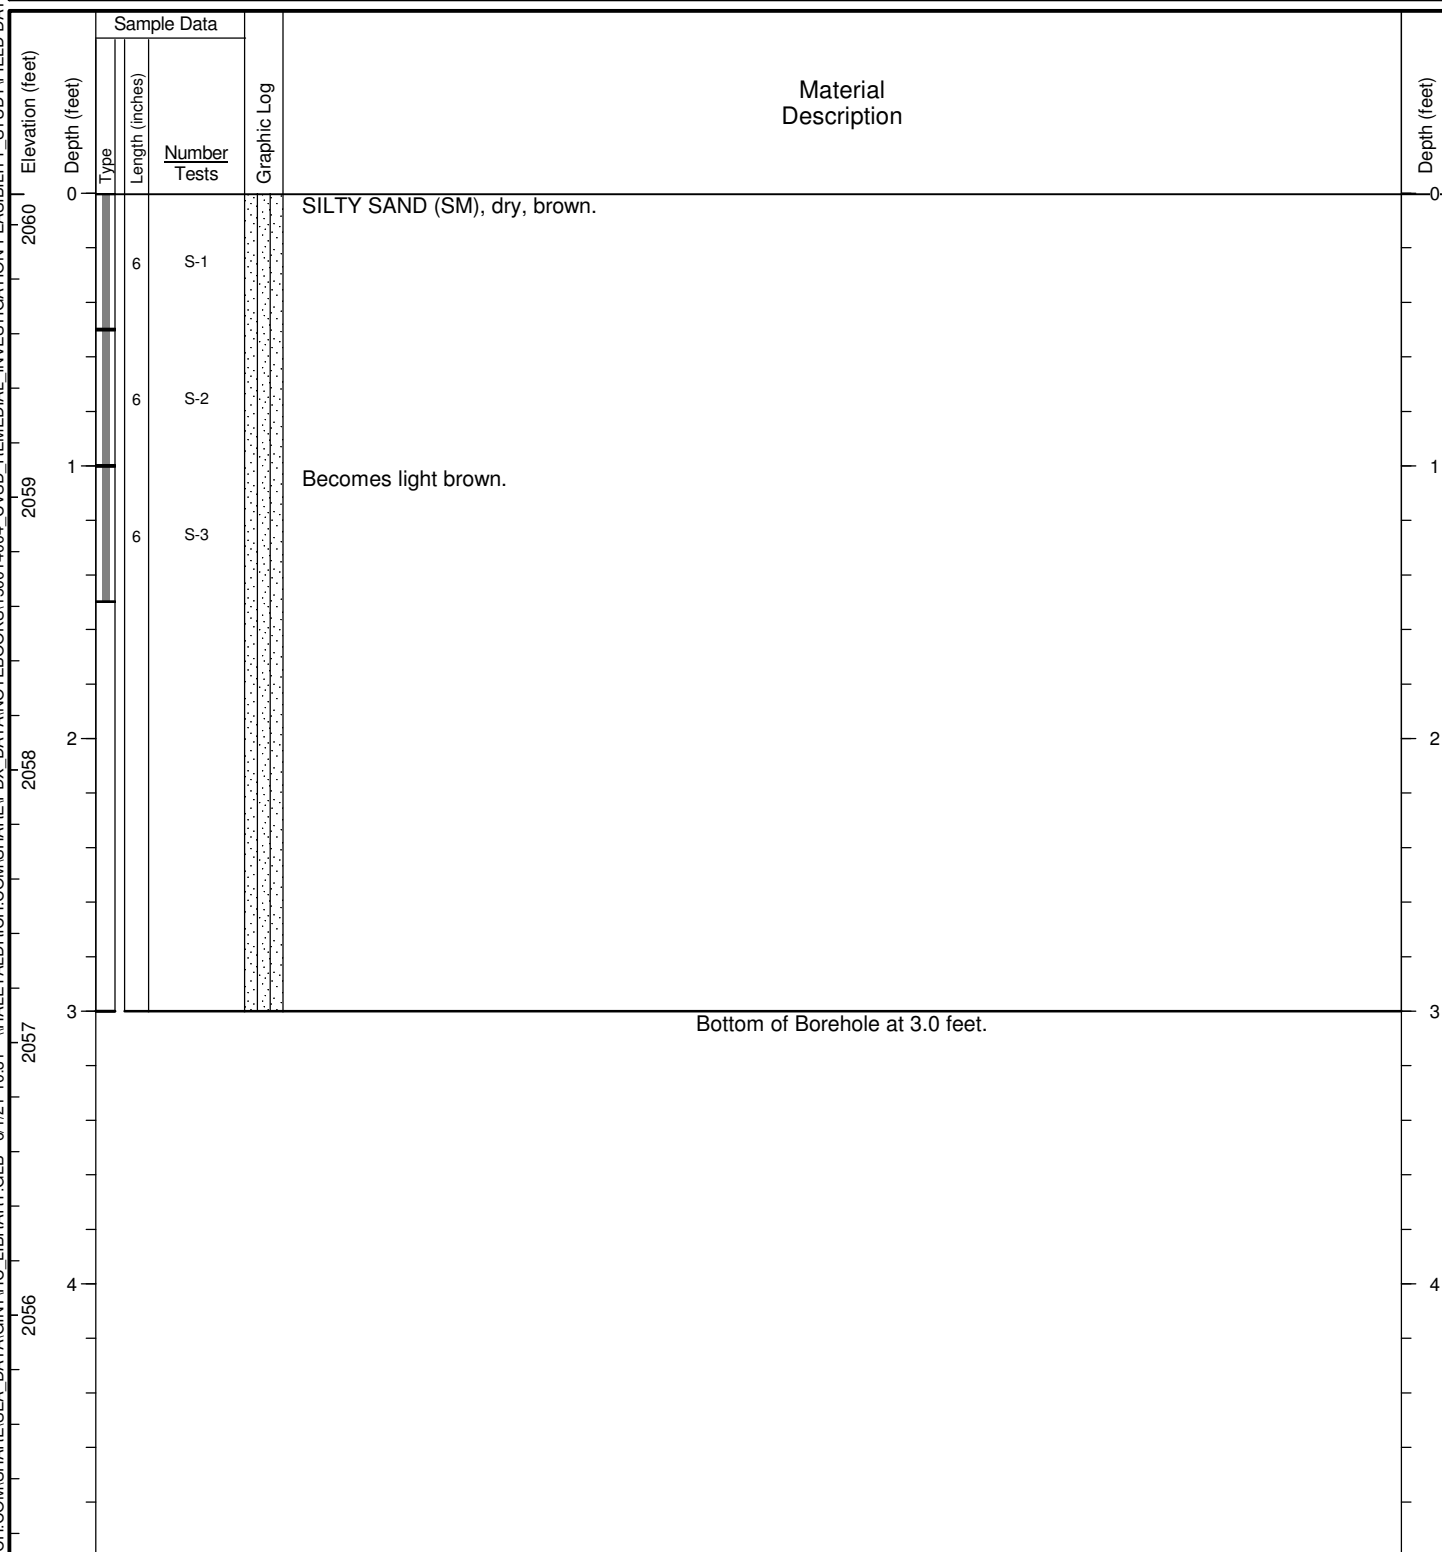 Sample Data
Elevation (feet)
Depth (feet)
Type
Length (inches)
Number
Tests
Graphic Log
Material
Description
Depth (feet)
0
SILTY SAND (SM), dry, brown.
0
2060
6
S-1
6
S-2
1
Becomes light brown.
1
2059
6
S-3
2
2
2058
3
3
Bottom of Borehole at 3.0 feet.
2057
4
4
2056